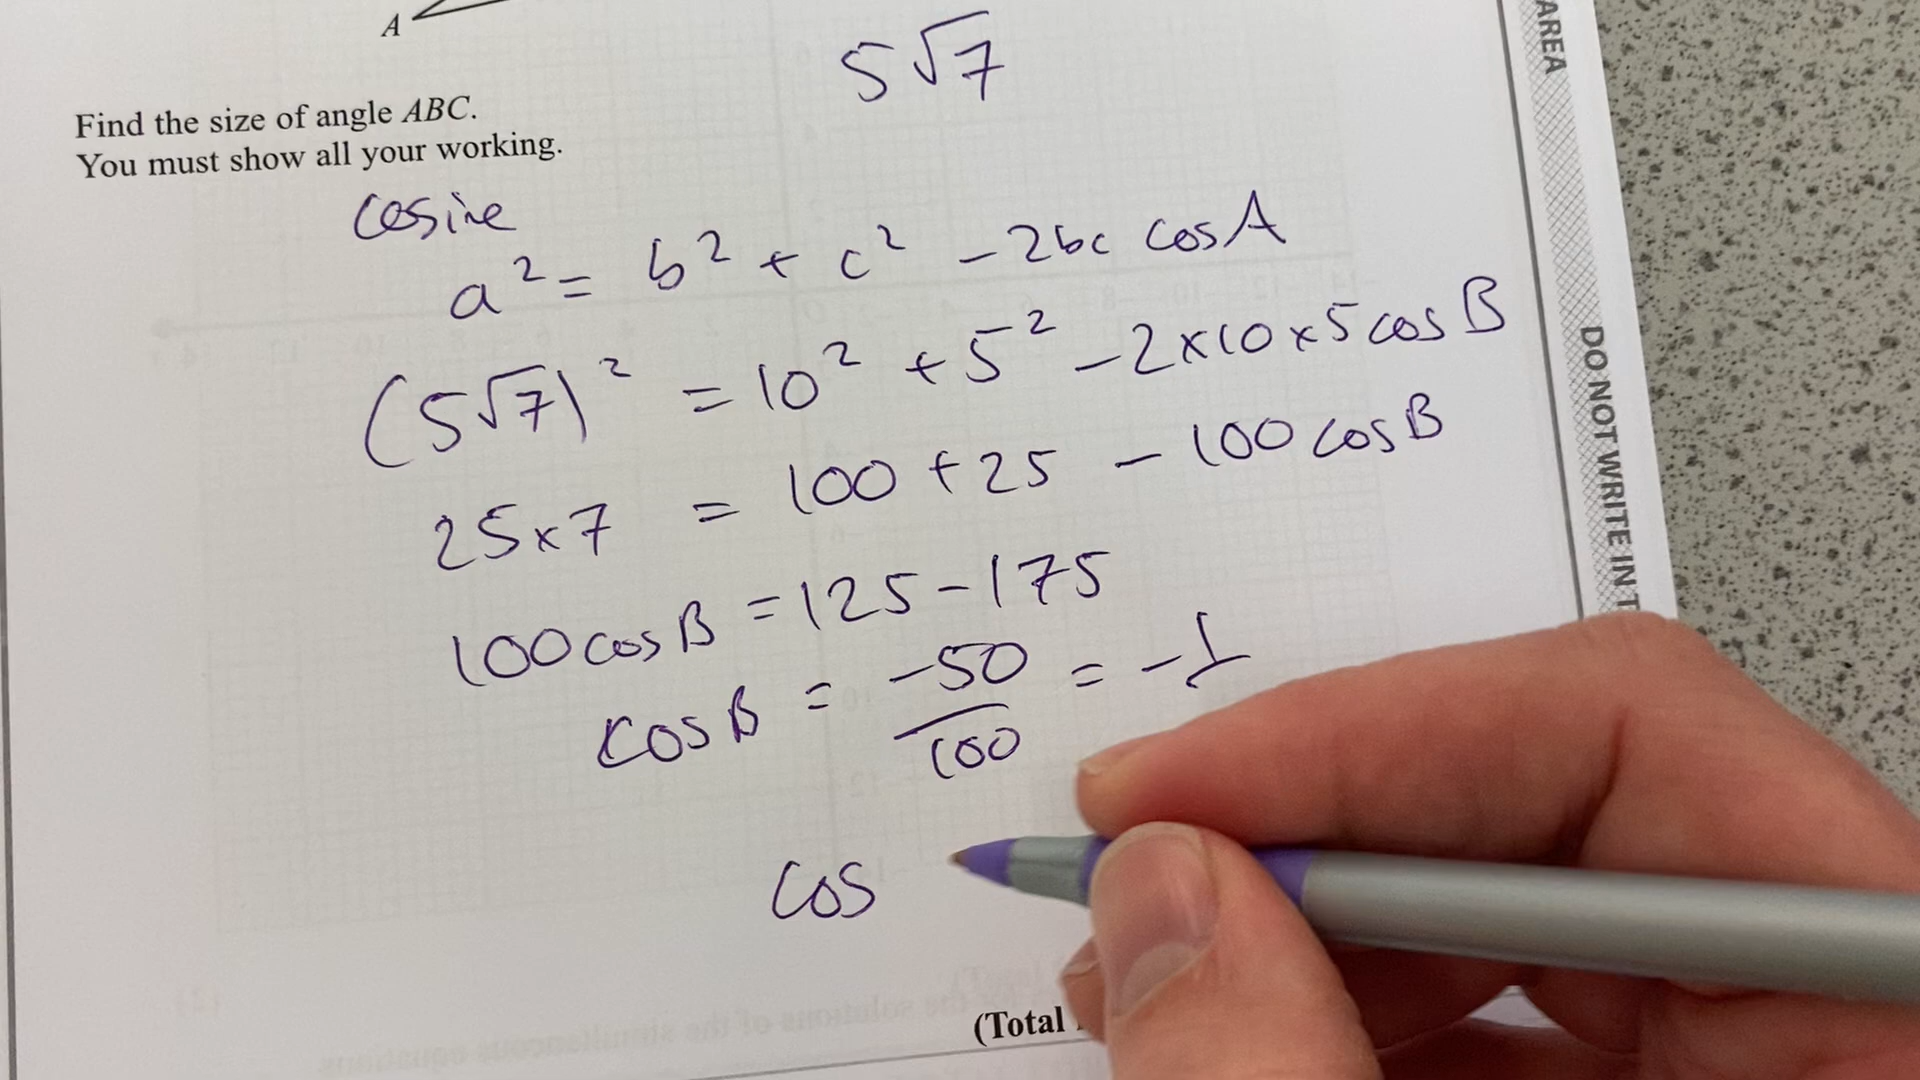 A
5√7
Find the size of angle ABC.
You must show all your working.
cosine
a² = b² + c² - 2bc cos A
(5√7)² = 10² + 5² - 2×10×5 cos B
25×7 = 100 + 25 - 100 cos B
100 cos B = 125 - 175
cos B = -50/100 = -1
cos
(Total
AREA
DO NOT WRITE IN T